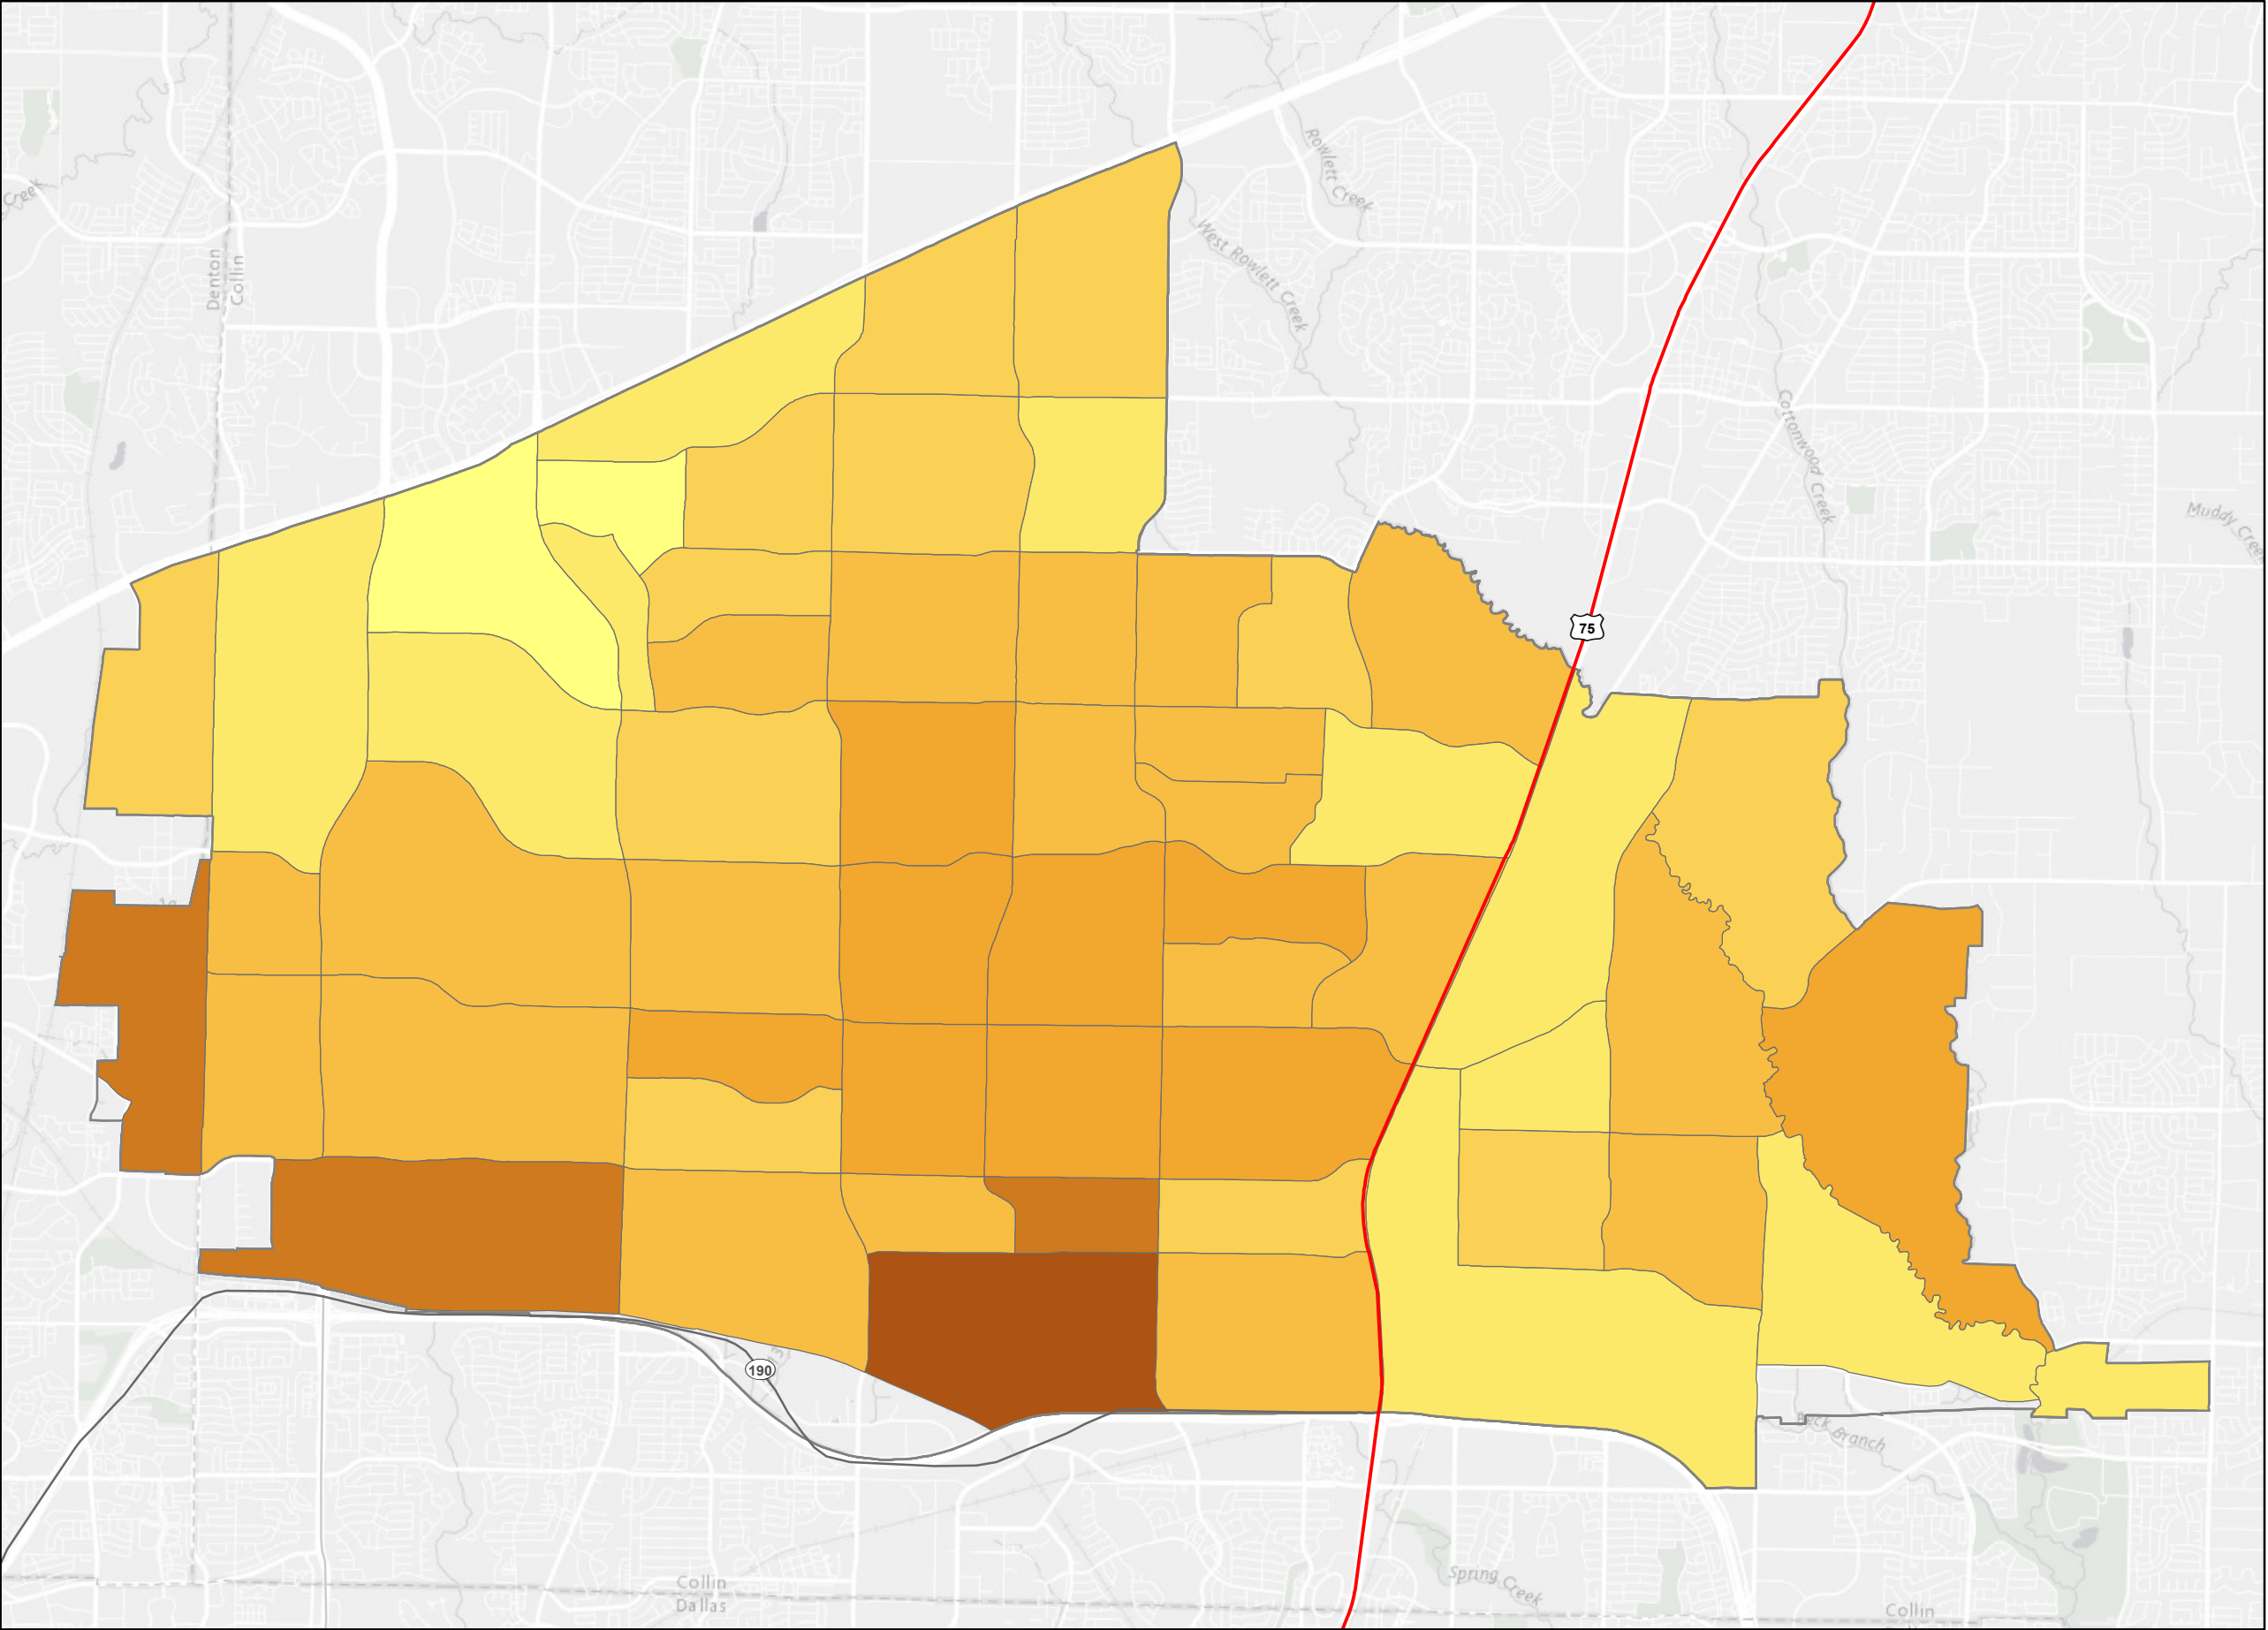 Creek
Denton
Collin
Rowlett Creek
West Rowlett Creek
Cottonwood Creek
Muddy Creek
75
190
Beck Branch
Spring Creek
Collin
Dallas
Collin